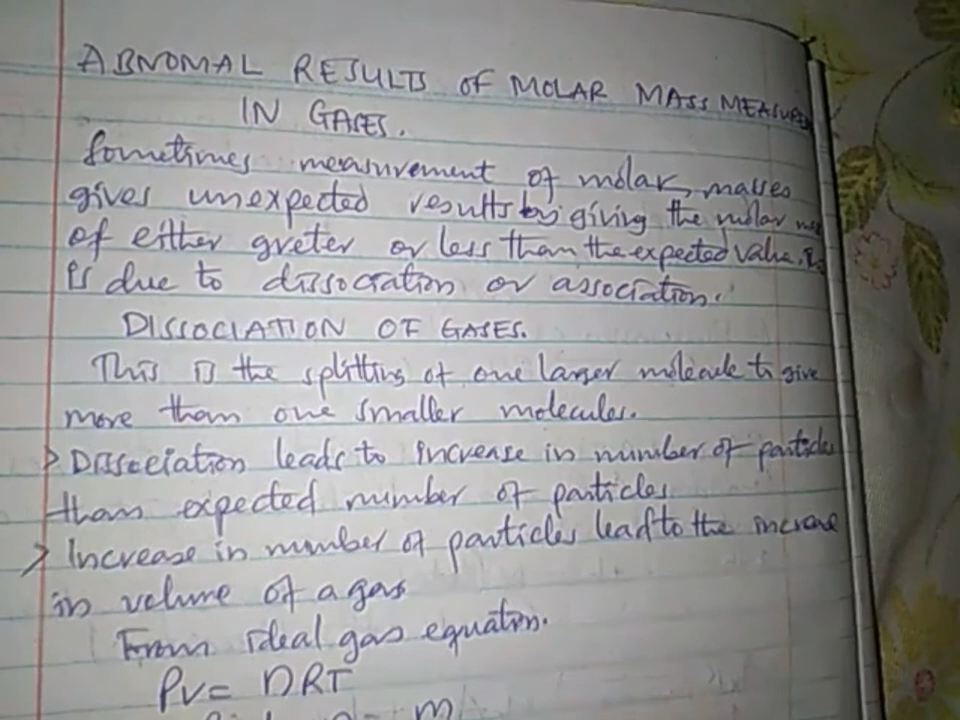 ABNOMAL RESULTS OF MOLAR MASS MEASURE
IN GASES.
Sometimes measurement of molar masses
gives unexpected results by giving the molar
of either greter or less than the expected value.
is due to dissociation or association.
DISSOCIATION OF GASES.
This is the splitting of one larger molecule to give
more than one smaller molecules.
> Dissociation leads to increase in number of particles
than expected number of particles
> Increase in number of particles lead to the increase
in volume of a gas
From ideal gas equation.
PV = nRT
m